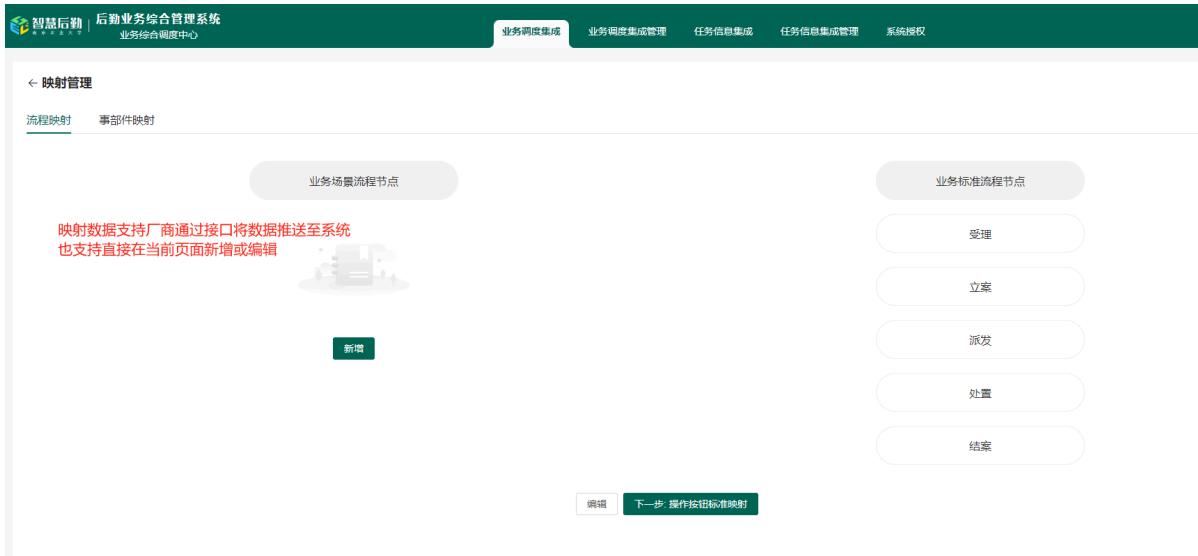 智慧后勤
后勤业务综合管理系统
业务综合调度中心
业务调度集成
业务调度集成管理
任务信息集成
任务信息集成管理
系统授权
← 映射管理
流程映射
事部件映射
业务场景流程节点
业务标准流程节点
映射数据支持厂商通过接口将数据推送至系统
也支持直接在当前页面新增或编辑
受理
立案
派发
新增
处置
结案
编辑
下一步: 操作按钮标准映射